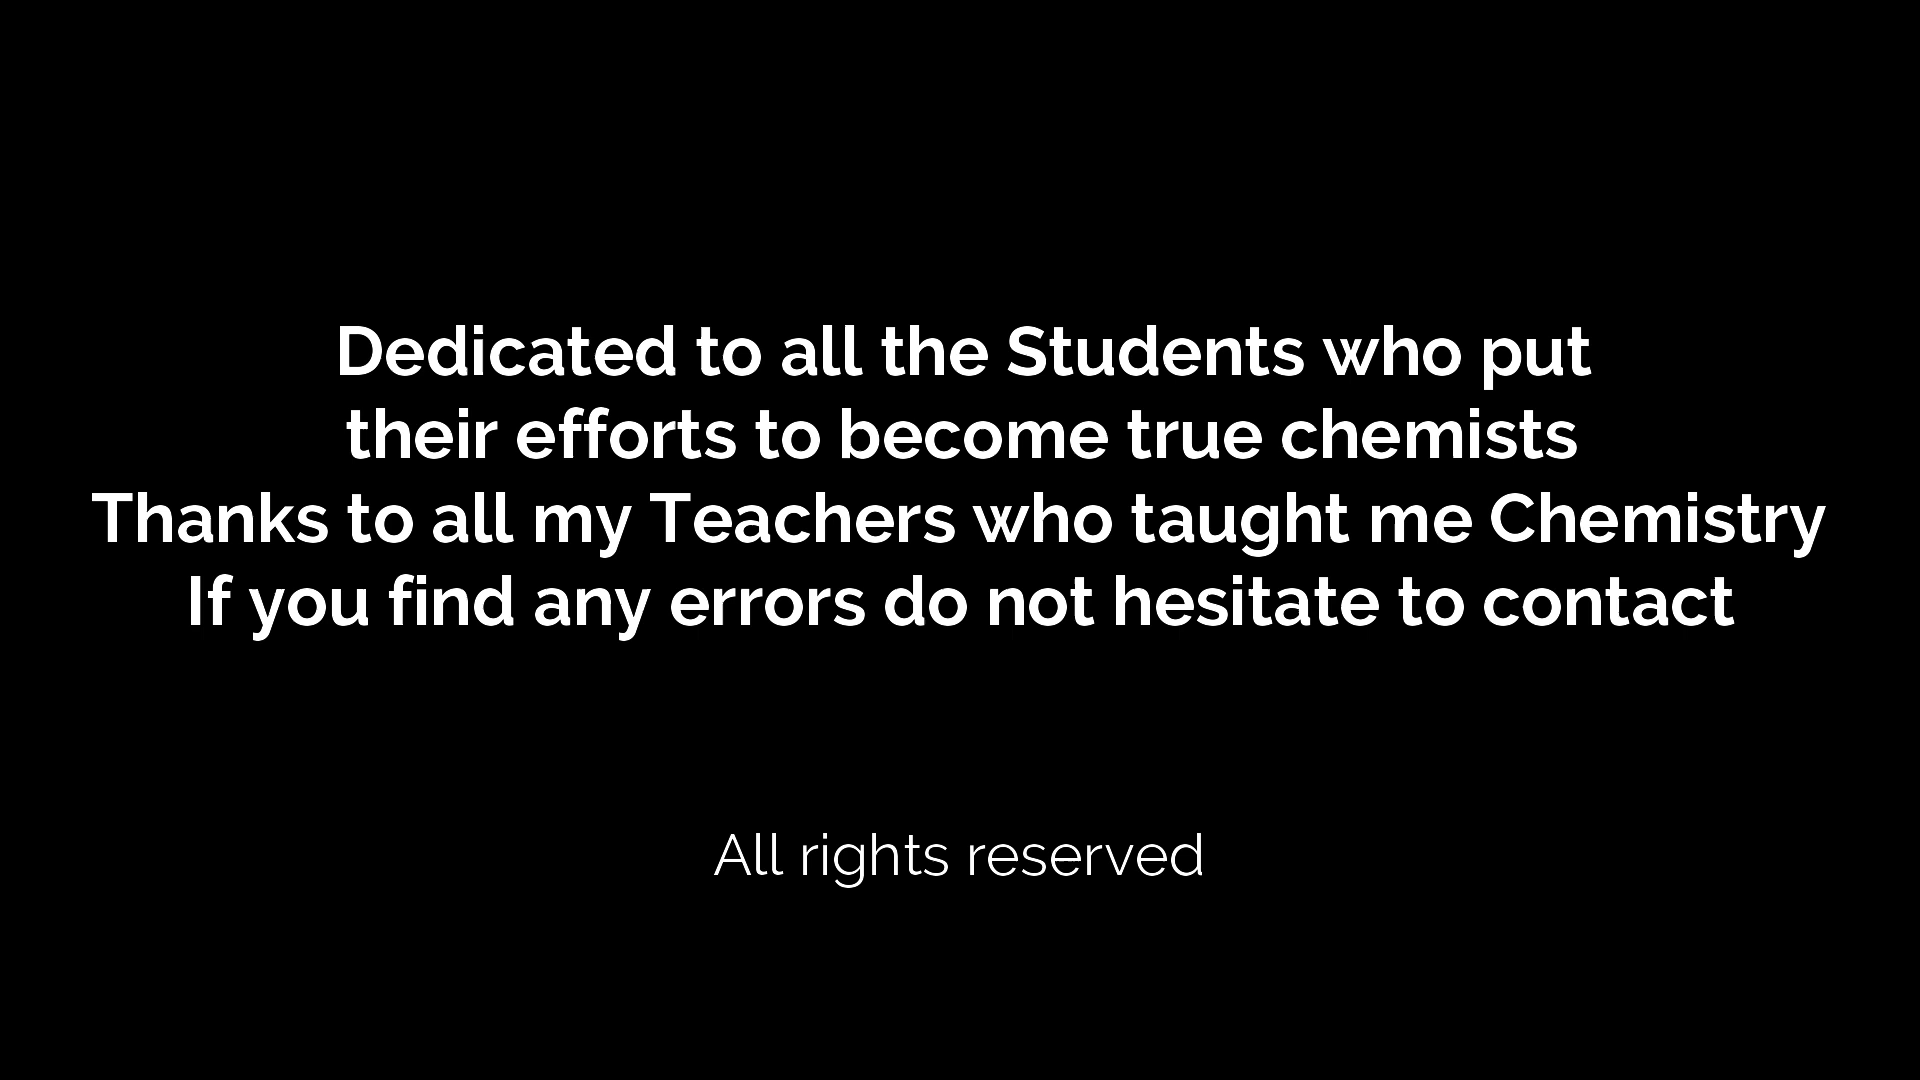 Dedicated to all the Students who put
their efforts to become true chemists
Thanks to all my Teachers who taught me Chemistry
If you find any errors do not hesitate to contact
All rights reserved